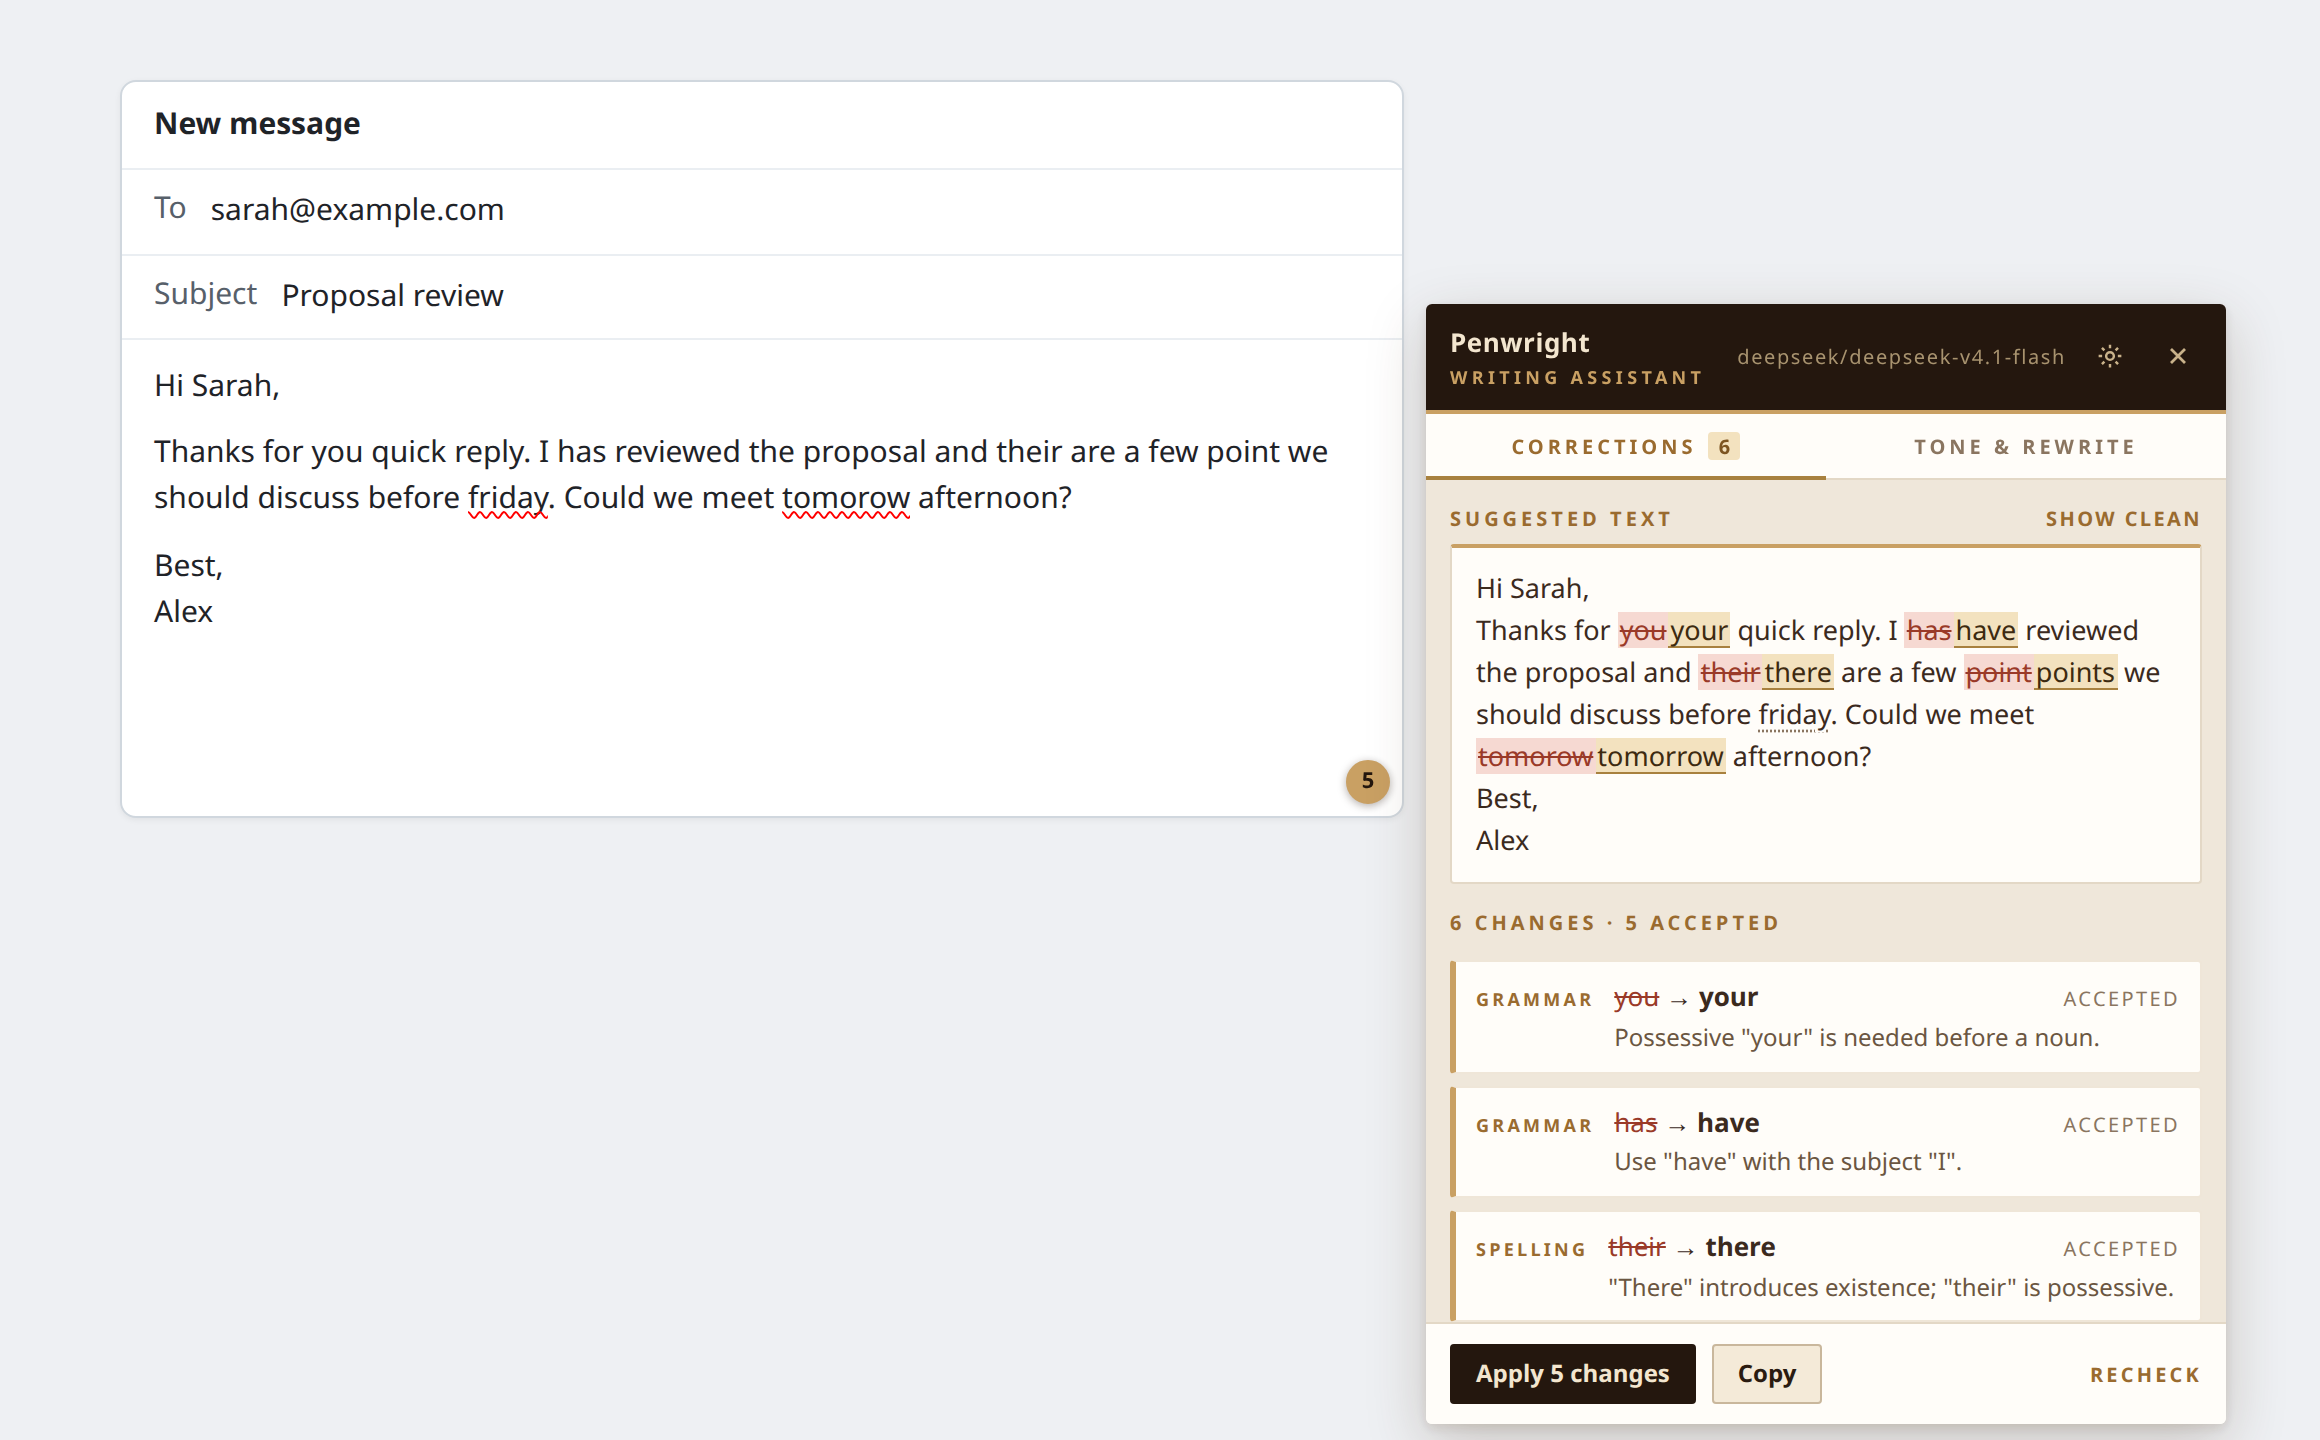 New message
To sarah@example.com
Subject Proposal review
Hi Sarah,
Thanks for you quick reply. I has reviewed the proposal and their are a few point we
should discuss before friday. Could we meet tomorow afternoon?
Best,
Alex
5
Penwright
WRITING ASSISTANT
deepseek/deepseek-v4.1-flash
CORRECTIONS 6
TONE & REWRITE
SUGGESTED TEXT
SHOW CLEAN
Hi Sarah,
Thanks for you your quick reply. I has have reviewed
the proposal and their there are a few point points we
should discuss before friday. Could we meet
tomorow tomorrow afternoon?
Best,
Alex
6 CHANGES · 5 ACCEPTED
GRAMMAR you → your ACCEPTED
Possessive "your" is needed before a noun.
GRAMMAR has → have ACCEPTED
Use "have" with the subject "I".
SPELLING their → there ACCEPTED
"There" introduces existence; "their" is possessive.
Apply 5 changes
Copy
RECHECK